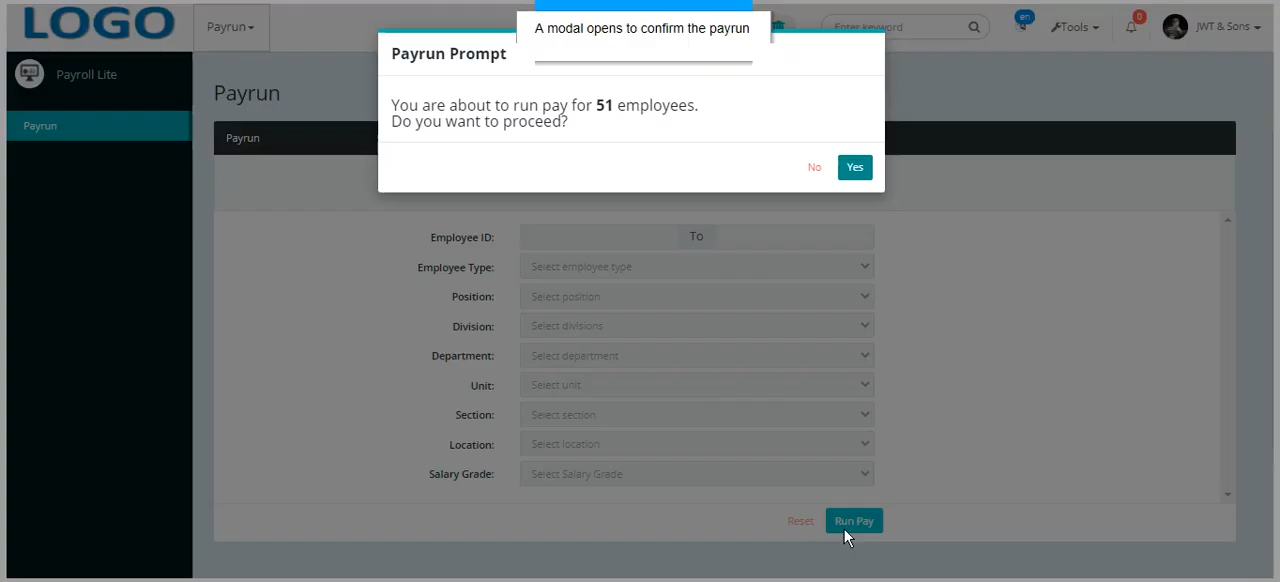 LOGO
Payrun
A modal opens to confirm the payrun
Enter keyword
en
Tools
0
JWT & Sons
Payroll Lite
Payrun
Payrun
Payrun
Payrun Prompt
You are about to run pay for 51 employees.
Do you want to proceed?
No
Yes
Employee ID:
To
Employee Type:
Select employee type
Position:
Select position
Division:
Select divisions
Department:
Select department
Unit:
Select unit
Section:
Select section
Location:
Select location
Salary Grade:
Select Salary Grade
Reset
Run Pay